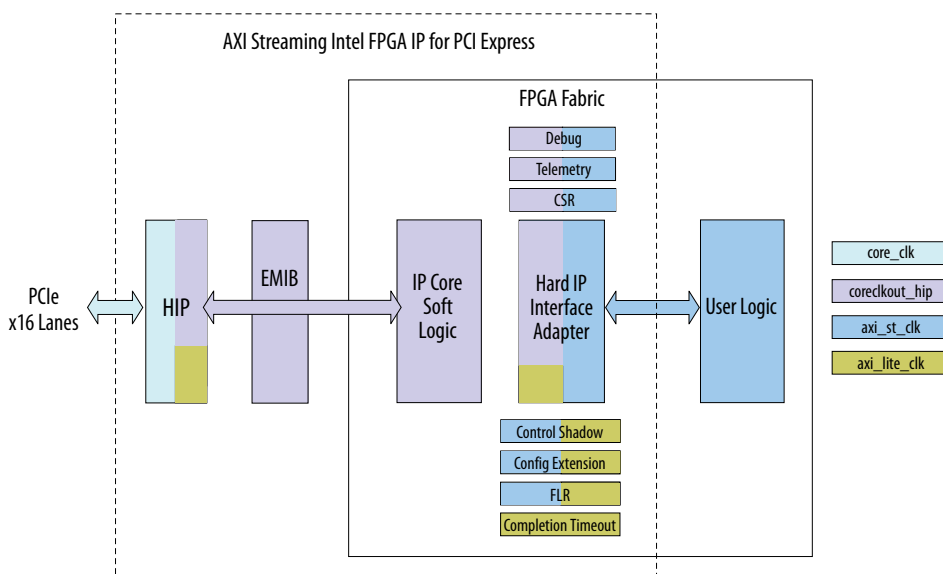 AXI Streaming Intel FPGA IP for PCI Express
FPGA Fabric
Debug
Telemetry
CSR
PCIe
x16 Lanes
HIP
EMIB
IP Core
Soft
Logic
Hard IP
Interface
Adapter
User Logic
core_clk
coreclkout_hip
axi_st_clk
axi_lite_clk
Control Shadow
Config Extension
FLR
Completion Timeout